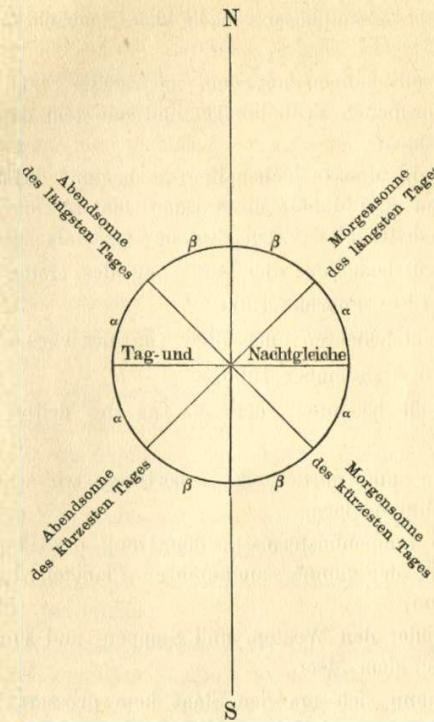 N
Abendsonne
des längsten Tages
Morgensonne
des längsten Tages
β
β
α
α
Tag-und
Nachtgleiche
α
α
β
β
Abendsonne
des kürzesten Tages
Morgensonne
des kürzesten Tages
S